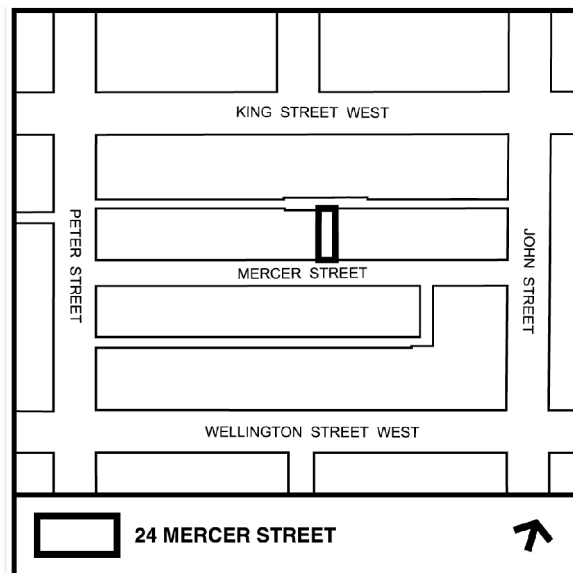 KING STREET WEST
PETER STREET
JOHN STREET
MERCER STREET
WELLINGTON STREET WEST
24 MERCER STREET